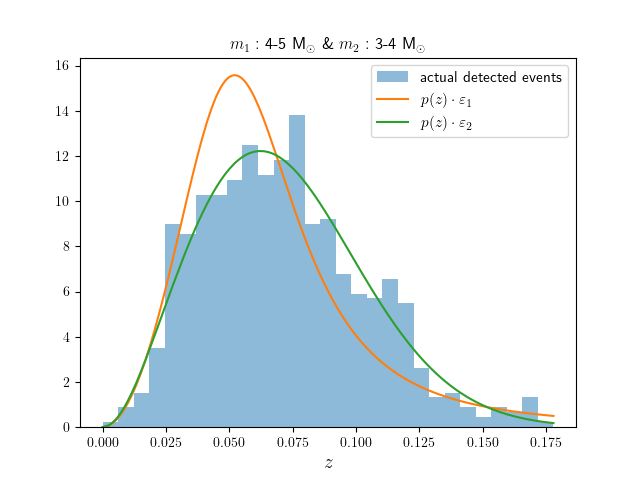 m₁ : 4-5 M⊙ & m₂ : 3-4 M⊙
actual detected events
p(z) · ε₁
p(z) · ε₂
16
14
12
10
8
6
4
2
0
0.000 0.025 0.050 0.075 0.100 0.125 0.150 0.175
z